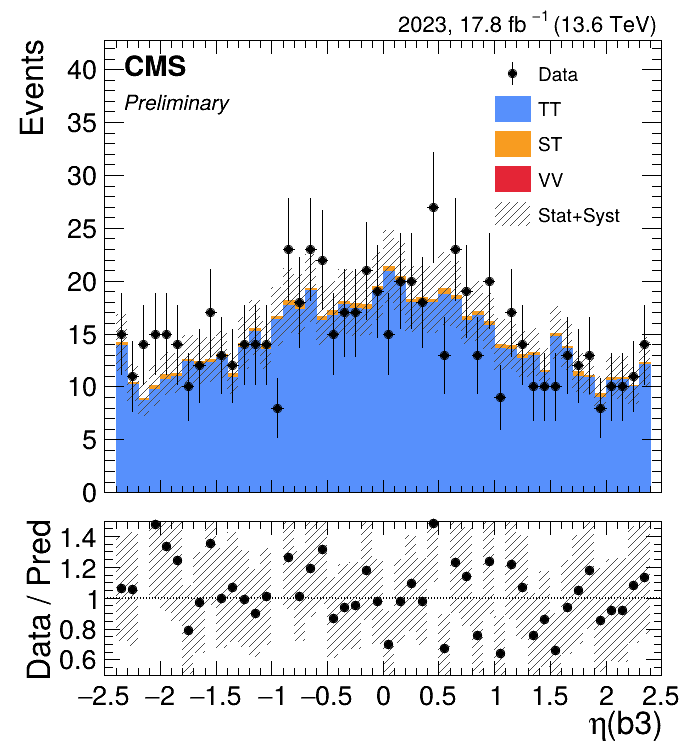 2023, 17.8 fb⁻¹ (13.6 TeV)
Events
40
35
30
25
20
15
10
5
0
CMS
Preliminary
Data
TT
ST
VV
Stat+Syst
Data / Pred
1.4
1.2
1
0.8
0.6
−2.5 −2 −1.5 −1 −0.5 0 0.5 1 1.5 2 2.5
η(b3)